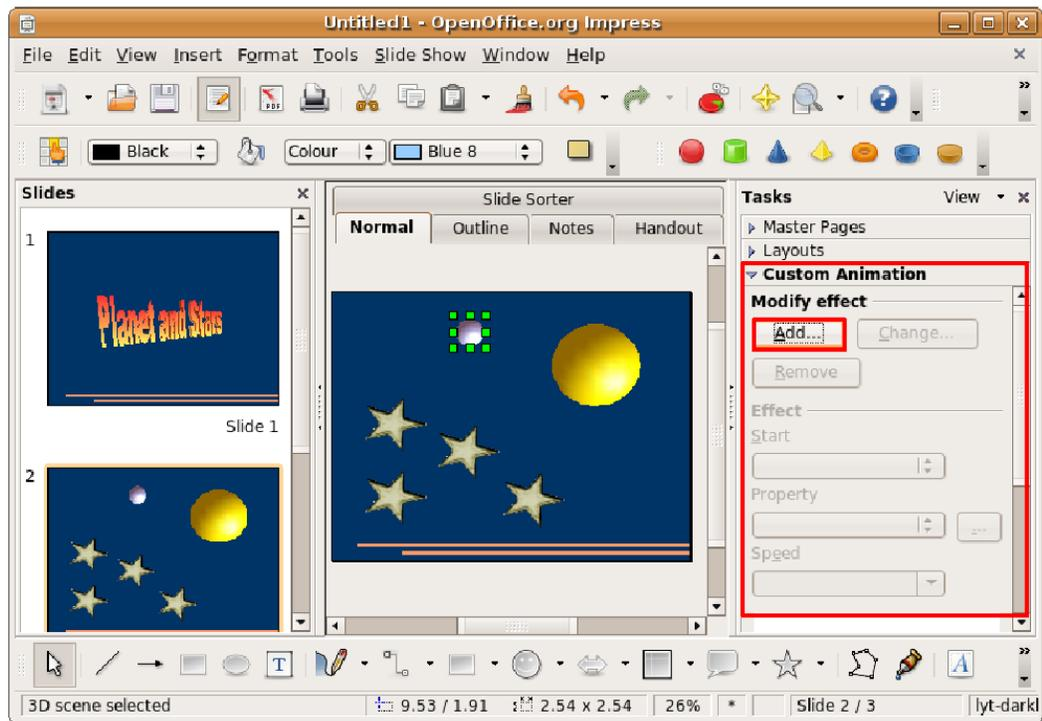 Untitled1 - OpenOffice.org Impress
File Edit View Insert Format Tools Slide Show Window Help
PDF
Black Colour Blue 8
Slides
1
Planet and Stars
Slide 1
2
Slide Sorter
Normal Outline Notes Handout
Tasks View
Master Pages
Layouts
Custom Animation
Modify effect
Add... Change...
Remove
Effect
Start
Property
...
Speed
T A
3D scene selected 9.53 / 1.91 2.54 x 2.54 26% * Slide 2 / 3 lyt-darkl